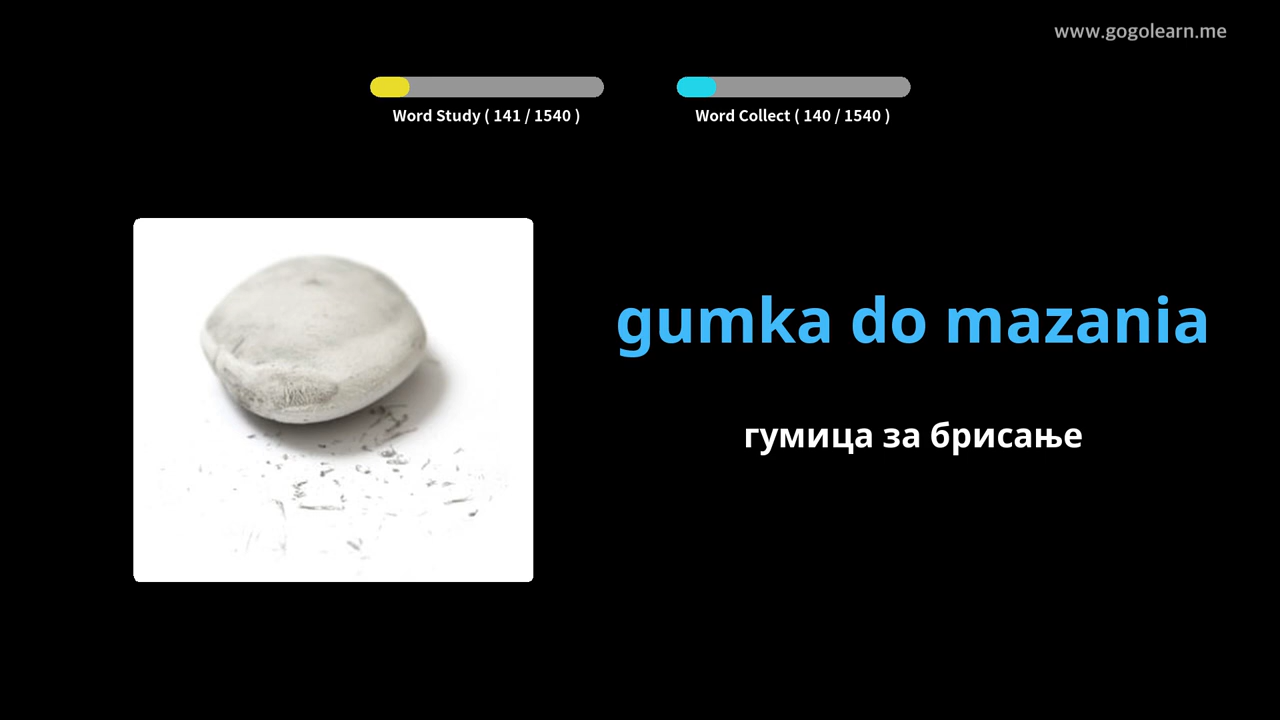 www.gogolearn.me
Word Study ( 141 / 1540 )
Word Collect ( 140 / 1540 )
gumka do mazania
гумица за брисање